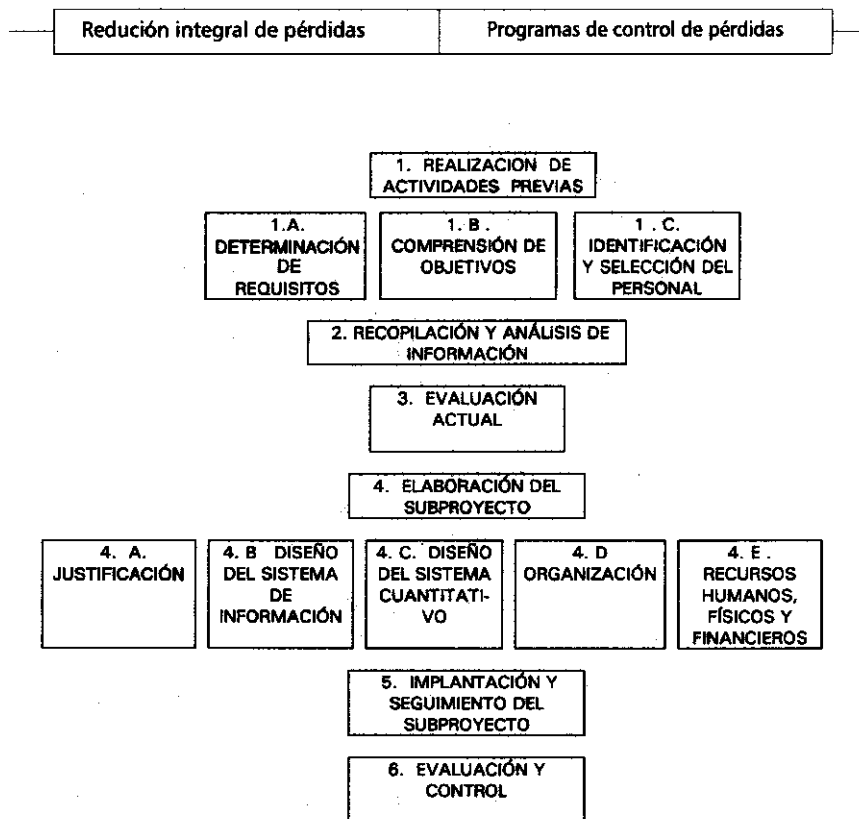 Redución integral de pérdidas
Programas de control de pérdidas
1. REALIZACION DE
ACTIVIDADES PREVIAS
1.A.
DETERMINACIÓN
DE
REQUISITOS
1. B .
COMPRENSIÓN DE
OBJETIVOS
1 . C.
IDENTIFICACIÓN
Y SELECCIÓN DEL
PERSONAL
2. RECOPILACIÓN Y ANÁLISIS DE
INFORMACIÓN
3. EVALUACIÓN
ACTUAL
4. ELABORACIÓN DEL
SUBPROYECTO
4. A.
JUSTIFICACIÓN
4. B DISEÑO
DEL SISTEMA
DE
INFORMACIÓN
4. C. DISEÑO
DEL SISTEMA
CUANTITATI-
VO
4. D
ORGANIZACIÓN
4. E .
RECURSOS
HUMANOS,
FÍSICOS Y
FINANCIEROS
5. IMPLANTACIÓN Y
SEGUIMIENTO DEL
SUBPROYECTO
6. EVALUACIÓN Y
CONTROL